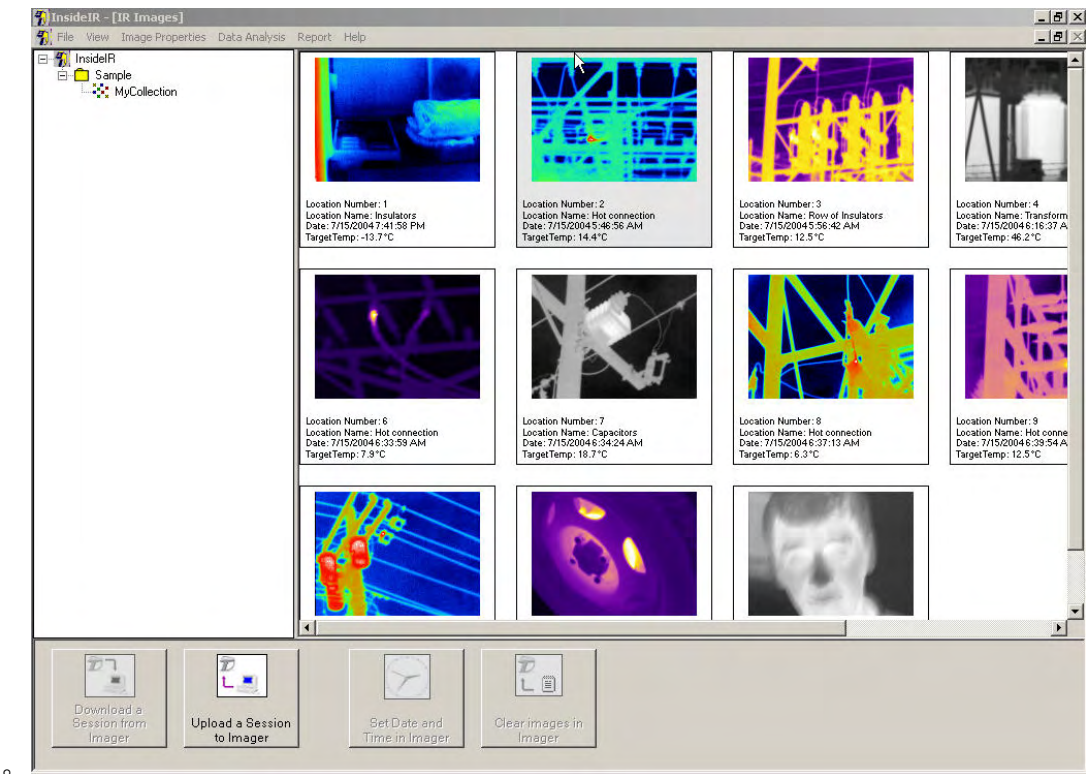 InsideIR - [IR Images]
File View Image Properties Data Analysis Report Help
InsideIR
Sample
MyCollection
Location Number: 1
Location Name: Insulators
Date: 7/15/2004 7:41:58 PM
TargetTemp: -13.7°C
Location Number: 2
Location Name: Hot connection
Date: 7/15/2004 5:46:56 AM
TargetTemp: 14.4°C
Location Number: 3
Location Name: Row of Insulators
Date: 7/15/2004 5:56:42 AM
TargetTemp: 12.5°C
Location Number: 4
Location Name: Transform
Date: 7/15/2004 6:16:37 A
TargetTemp: 46.2°C
Location Number: 6
Location Name: Hot connection
Date: 7/15/2004 6:33:59 AM
TargetTemp: 7.9°C
Location Number: 7
Location Name: Capacitors
Date: 7/15/2004 6:34:24 AM
TargetTemp: 18.7°C
Location Number: 8
Location Name: Hot connection
Date: 7/15/2004 6:37:13 AM
TargetTemp: 6.3°C
Location Number: 9
Location Name: Hot conne
Date: 7/15/2004 6:39:54 A
TargetTemp: 12.5°C
Download a
Session from
Imager
Upload a Session
to Imager
Set Date and
Time in Imager
Clear images in
Imager